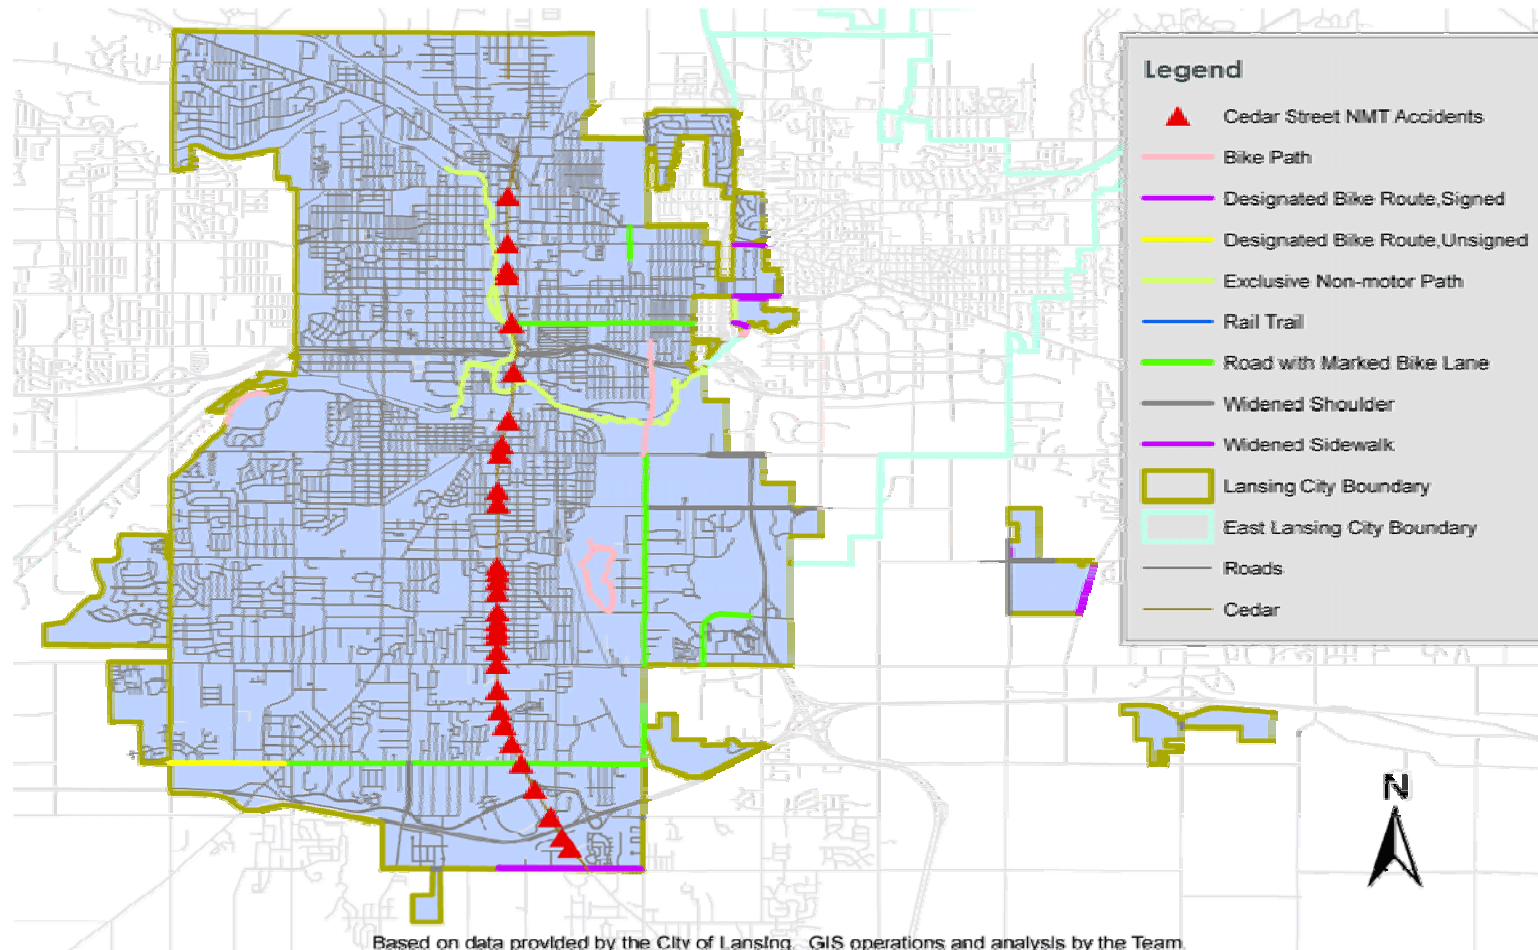 Legend
Cedar Street NMT Accidents
Bike Path
Designated Bike Route,Signed
Designated Bike Route,Unsigned
Exclusive Non-motor Path
Rail Trail
Road with Marked Bike Lane
Widened Shoulder
Widened Sidewalk
Lansing City Boundary
East Lansing City Boundary
Roads
Cedar
N
Based on data provided by the City of Lansing. GIS operations and analysis by the Team.